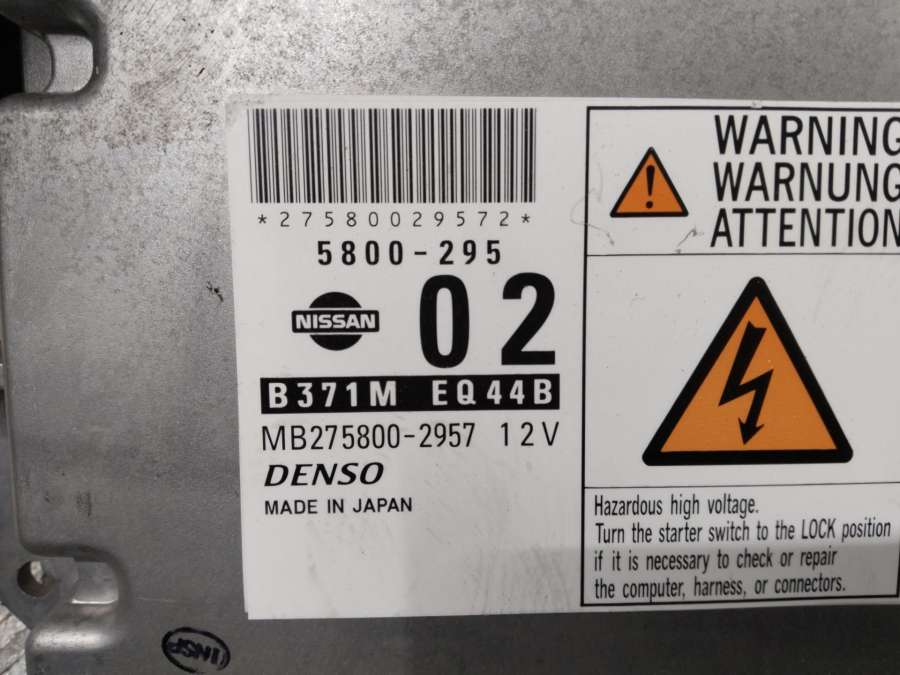 *27580029572*
5800-295
NISSAN
02
B371M EQ44B
MB275800-2957 12V
DENSO
MADE IN JAPAN
WARNING
WARNUNG
ATTENTION
Hazardous high voltage.
Turn the starter switch to the LOCK position
if it is necessary to check or repair
the computer, harness, or connectors.
INSP